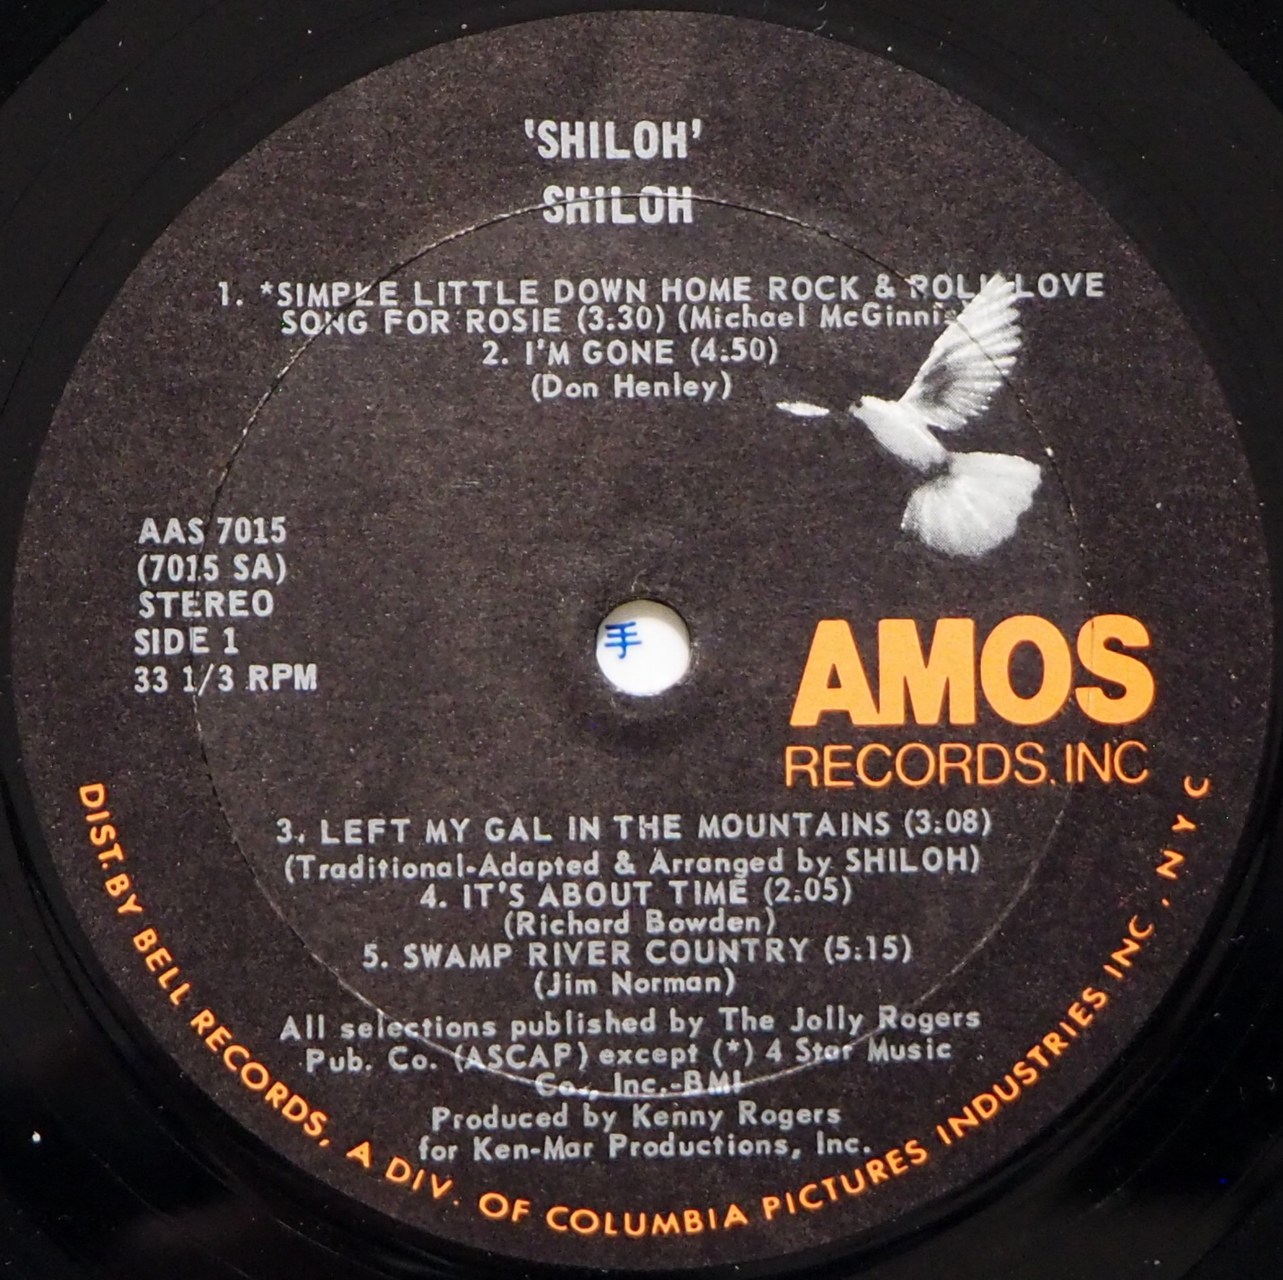 'SHILOH'
SHILOH
1. *SIMPLE LITTLE DOWN HOME ROCK & ROLL LOVE
SONG FOR ROSIE (3:30) (Michael McGinnis
2. I'M GONE (4:50)
(Don Henley)
AAS 7015
(7015 SA)
STEREO
SIDE 1
33 1/3 RPM
手
AMOS
RECORDS, INC
3. LEFT MY GAL IN THE MOUNTAINS (3:08)
(Traditional-Adapted & Arranged by SHILOH)
4. IT'S ABOUT TIME (2:05)
(Richard Bowden)
5. SWAMP RIVER COUNTRY (5:15)
(Jim Norman)
All selections published by The Jolly Rogers
Pub. Co. (ASCAP) except (*) 4 Star Music
Co., Inc.-BMI
Produced by Kenny Rogers
for Ken-Mar Productions, Inc.
DIST. BY BELL RECORDS, A DIV. OF COLUMBIA PICTURES INDUSTRIES INC., N Y C